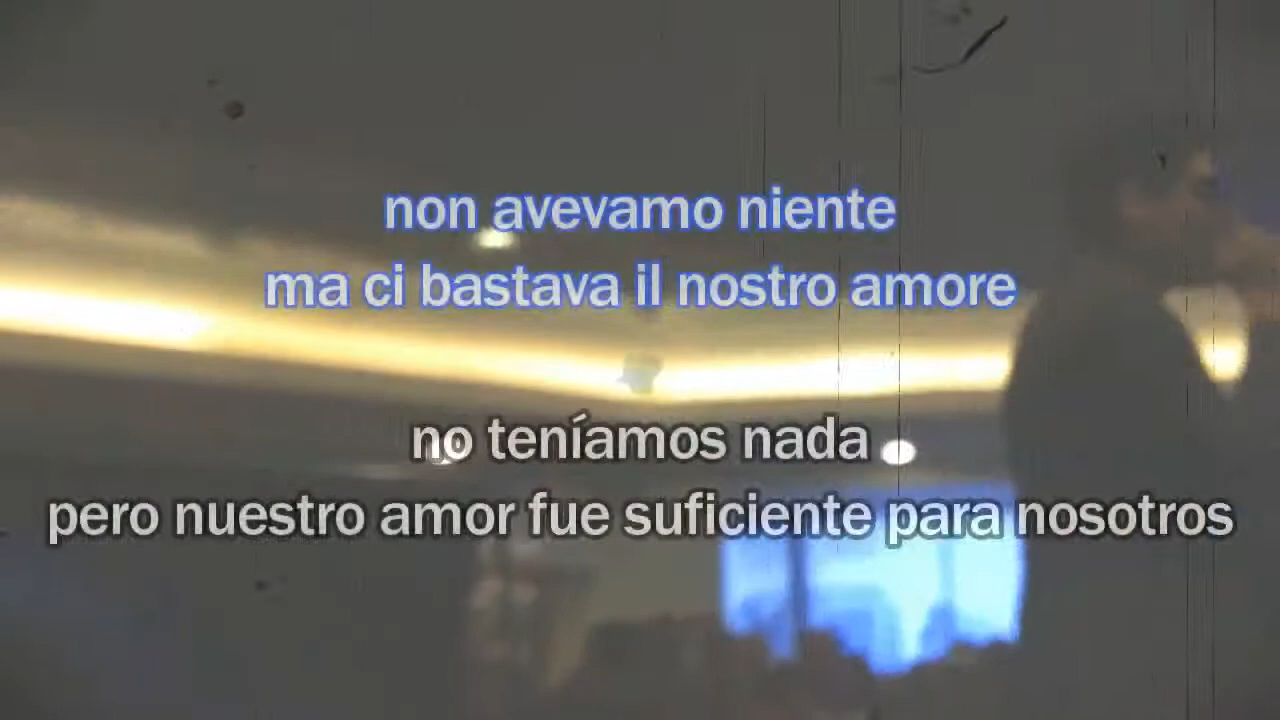 non avevamo niente
ma ci bastava il nostro amore
no teníamos nada
pero nuestro amor fue suficiente para nosotros